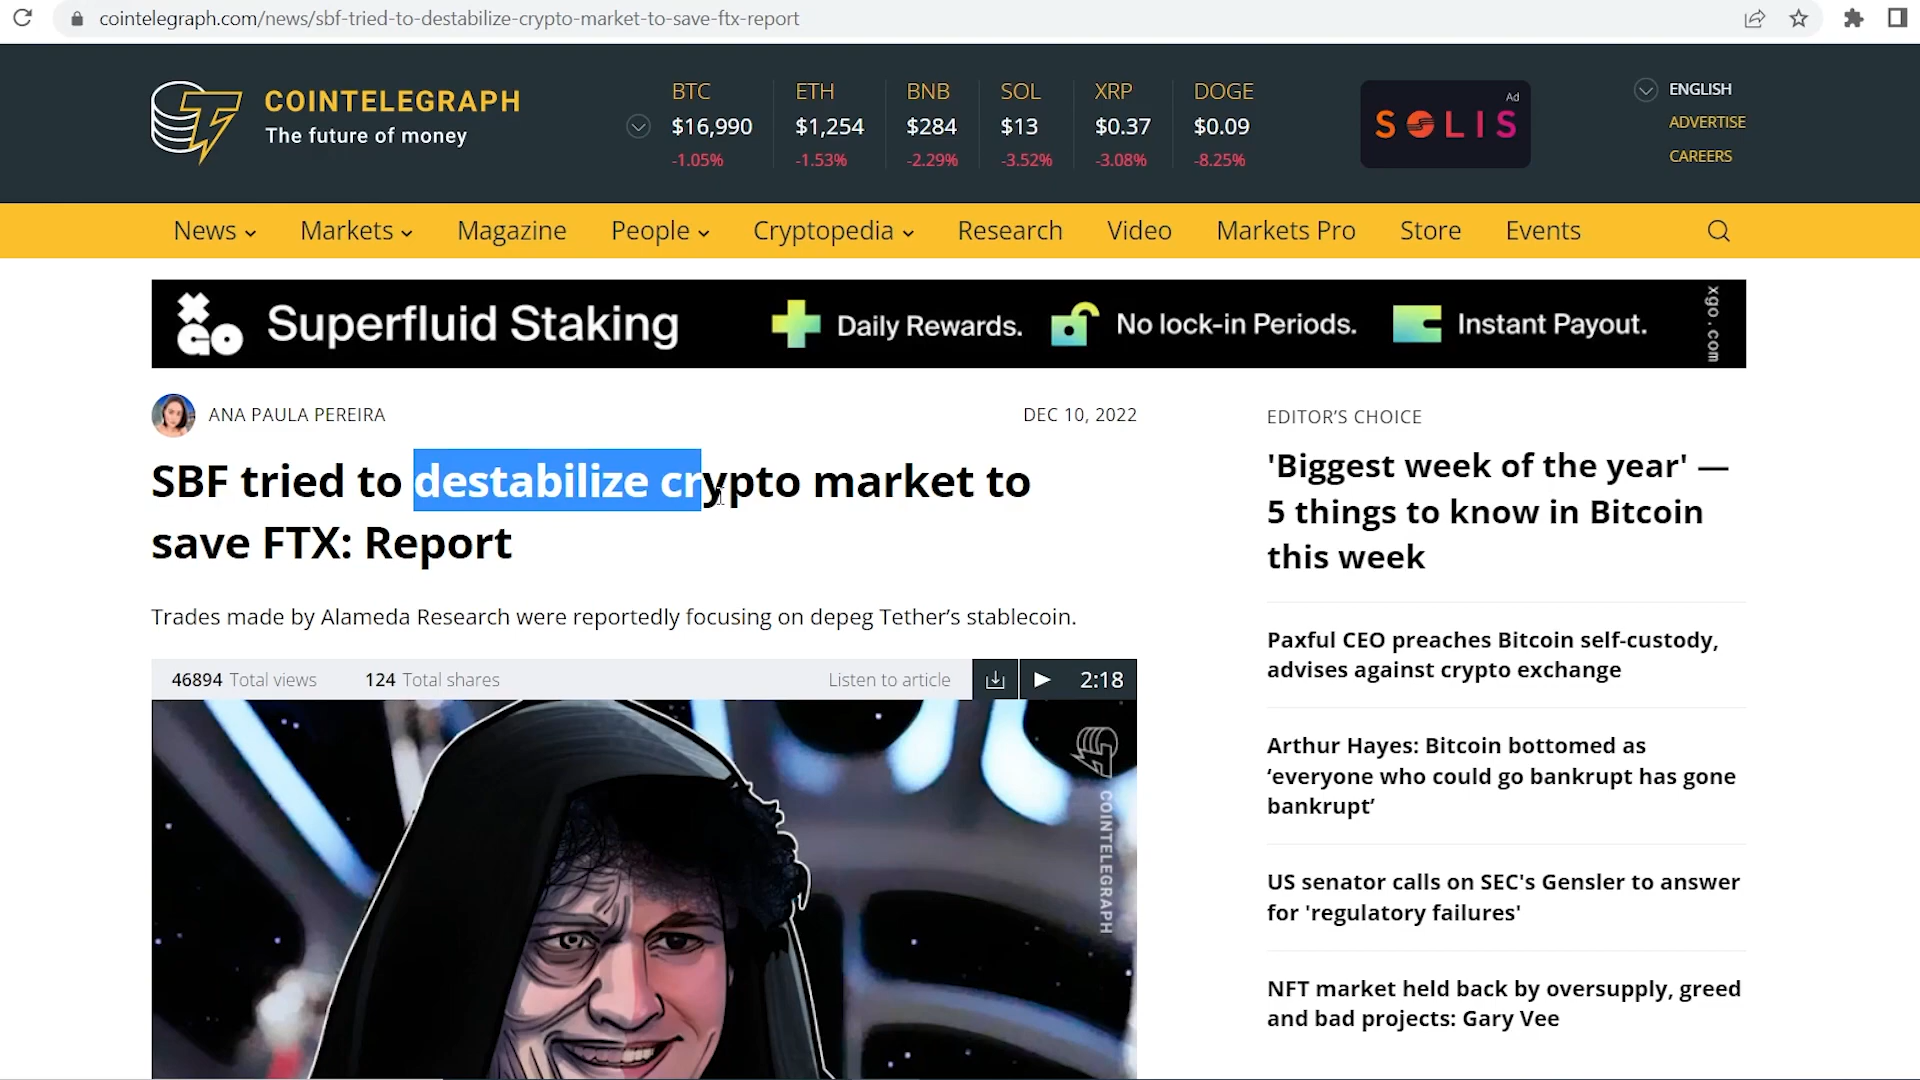 cointelegraph.com/news/sbf-tried-to-destabilize-crypto-market-to-save-ftx-report
COINTELEGRAPH
The future of money
BTC ETH BNB SOL XRP DOGE
$16,990 $1,254 $284 $13 $0.37 $0.09
-1.05% -1.53% -2.29% -3.52% -3.08% -8.25%
Ad
SOLIS
ENGLISH
ADVERTISE
CAREERS
News Markets Magazine People Cryptopedia Research Video Markets Pro Store Events
XGO Superfluid Staking Daily Rewards. No lock-in Periods. Instant Payout. xgo.com
ANA PAULA PEREIRA DEC 10, 2022
SBF tried to destabilize crypto market to
save FTX: Report
Trades made by Alameda Research were reportedly focusing on depeg Tether’s stablecoin.
46894 Total views 124 Total shares Listen to article 2:18
COINTELEGRAPH
EDITOR’S CHOICE
'Biggest week of the year' —
5 things to know in Bitcoin
this week
Paxful CEO preaches Bitcoin self-custody,
advises against crypto exchange
Arthur Hayes: Bitcoin bottomed as
‘everyone who could go bankrupt has gone
bankrupt’
US senator calls on SEC's Gensler to answer
for 'regulatory failures'
NFT market held back by oversupply, greed
and bad projects: Gary Vee